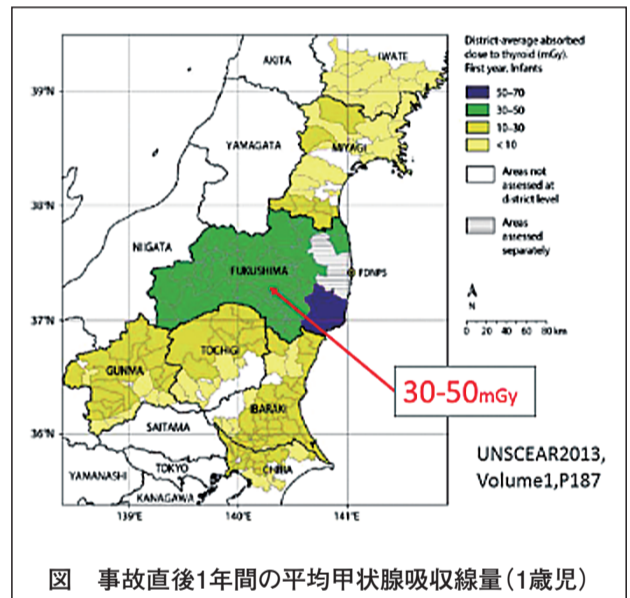 District-average absorbed
close to thyroid (mGy).
First year, Infants
50–70
30–50
10–30
< 10
Areas not
assessed at
district level
Areas
assessed
separately
A
N
0 20 40 60 80 km
AKITA
IWATE
39°N
YAMAGATA
MIYAGI
38°N
NIIGATA
FUKUSHIMA
FDNPS
37°N
TOCHIGI
GUNMA
IBARAKI
SAITAMA
36°N
TOKYO
CHIBA
YAMANASHI
KANAGAWA
139°E
140°E
141°E
30-50mGy
UNSCEAR2013,
Volume1,P187
図 事故直後1年間の平均甲状腺吸収線量(1歳児)